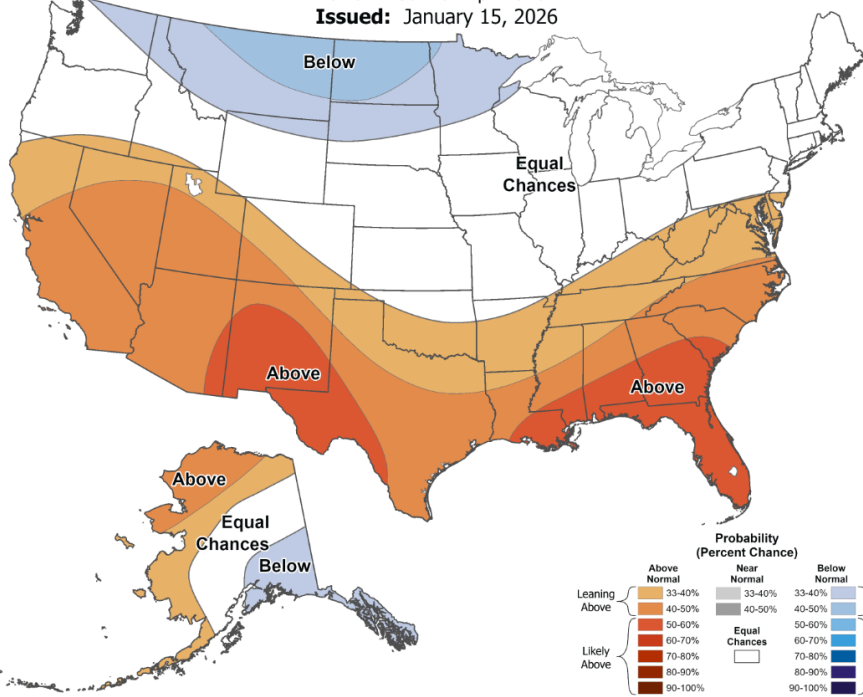 Issued: January 15, 2026
Below
Equal
Chances
Above
Above
Above
Equal
Chances
Below
Probability
(Percent Chance)
Above
Normal
Near
Normal
Below
Normal
Leaning
Above
33-40%
33-40%
33-40%
40-50%
40-50%
40-50%
Likely
Above
50-60%
Equal
Chances
50-60%
60-70%
60-70%
70-80%
70-80%
80-90%
80-90%
90-100%
90-100%